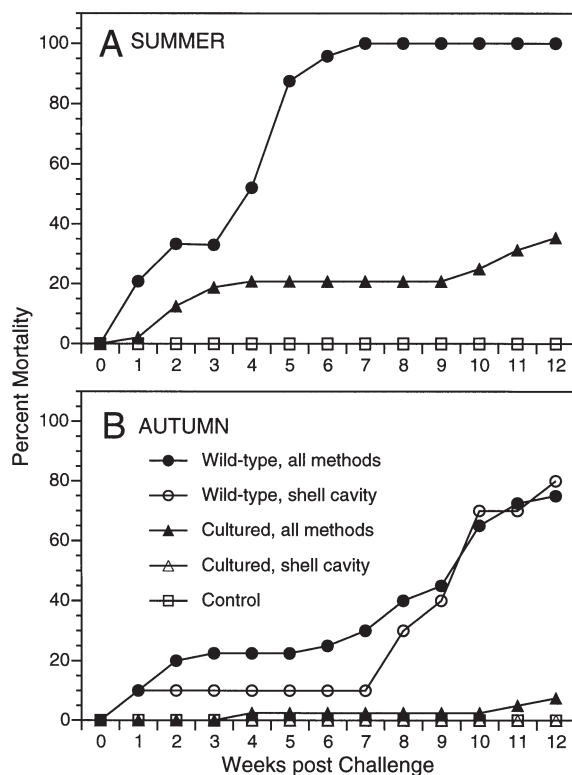 A SUMMER
100
80
60
40
20
0
0 1 2 3 4 5 6 7 8 9 10 11 12
Percent Mortality
B AUTUMN
Wild-type, all methods
Wild-type, shell cavity
Cultured, all methods
Cultured, shell cavity
Control
100
80
60
40
20
0
0 1 2 3 4 5 6 7 8 9 10 11 12
Weeks post Challenge